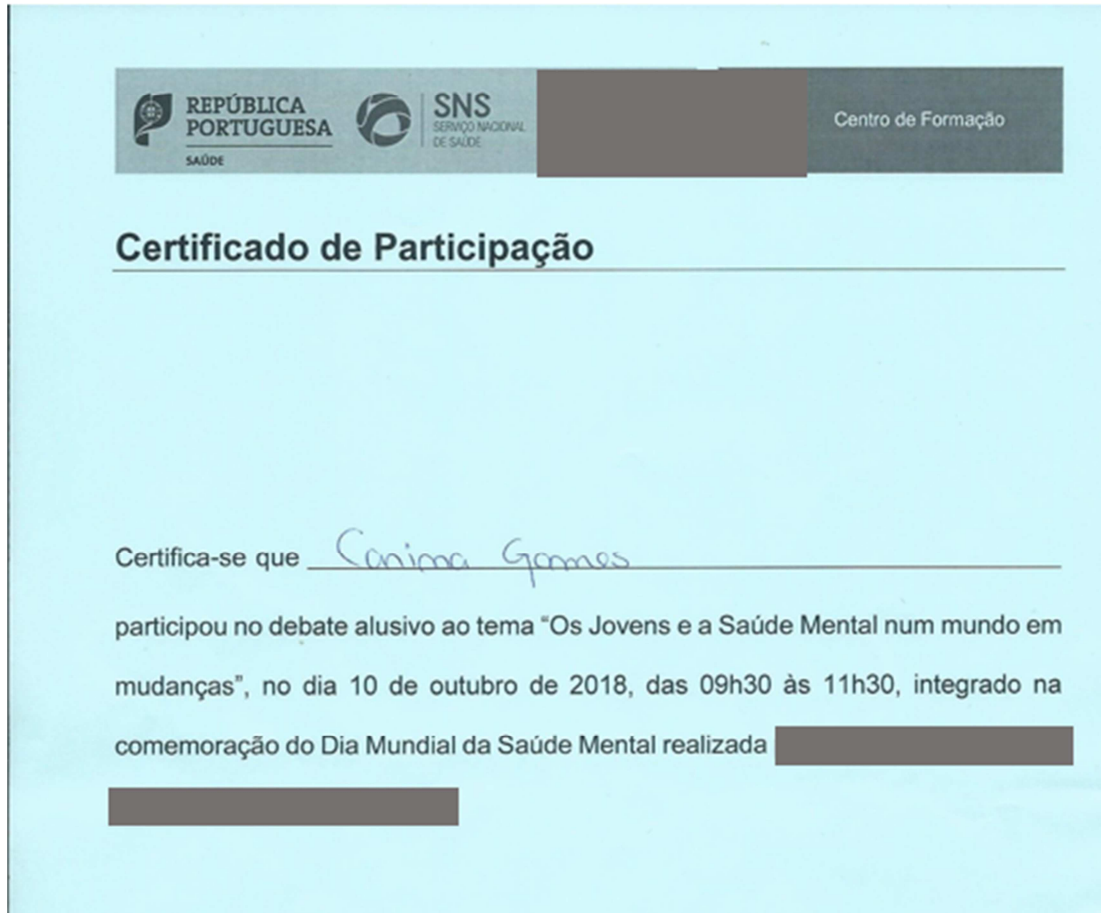 REPÚBLICA
PORTUGUESA
SAÚDE
SNS
SERVIÇO NACIONAL
DE SAÚDE
Centro de Formação
Certificado de Participação
Certifica-se que Carima Gomes
participou no debate alusivo ao tema “Os Jovens e a Saúde Mental num mundo em
mudanças”, no dia 10 de outubro de 2018, das 09h30 às 11h30, integrado na
comemoração do Dia Mundial da Saúde Mental realizada